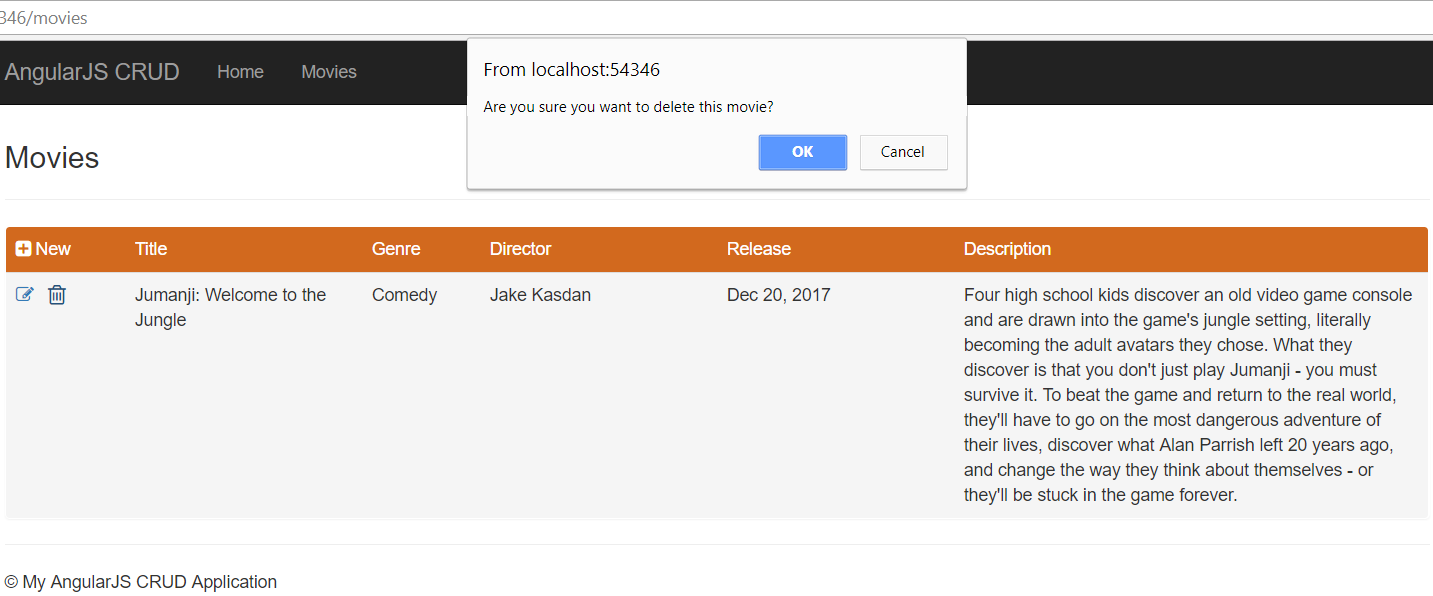 346/movies
AngularJS CRUD Home Movies
From localhost:54346
Are you sure you want to delete this movie?
OK Cancel
Movies
New Title Genre Director Release Description
Jumanji: Welcome to the Comedy Jake Kasdan Dec 20, 2017 Four high school kids discover an old video game console
Jungle and are drawn into the game's jungle setting, literally
becoming the adult avatars they chose. What they
discover is that you don't just play Jumanji - you must
survive it. To beat the game and return to the real world,
they'll have to go on the most dangerous adventure of
their lives, discover what Alan Parrish left 20 years ago,
and change the way they think about themselves - or
they'll be stuck in the game forever.
© My AngularJS CRUD Application